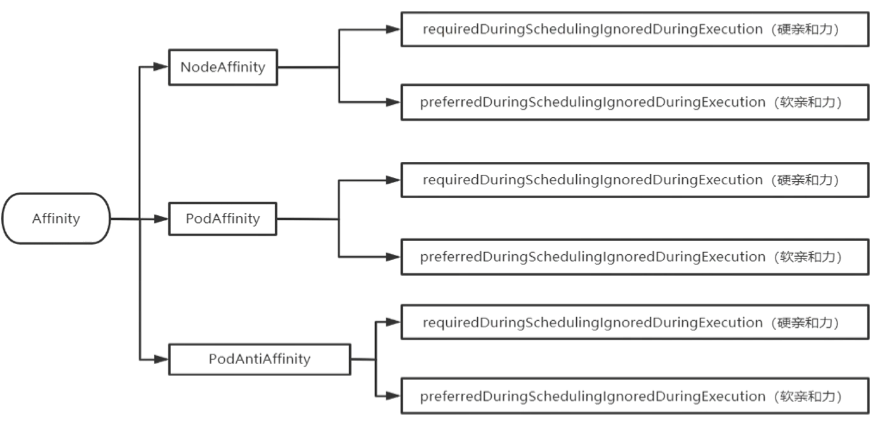 Affinity
NodeAffinity
requiredDuringSchedulingIgnoredDuringExecution（硬亲和力）
preferredDuringSchedulingIgnoredDuringExecution（软亲和力）
PodAffinity
requiredDuringSchedulingIgnoredDuringExecution（硬亲和力）
preferredDuringSchedulingIgnoredDuringExecution（软亲和力）
PodAntiAffinity
requiredDuringSchedulingIgnoredDuringExecution（硬亲和力）
preferredDuringSchedulingIgnoredDuringExecution（软亲和力）